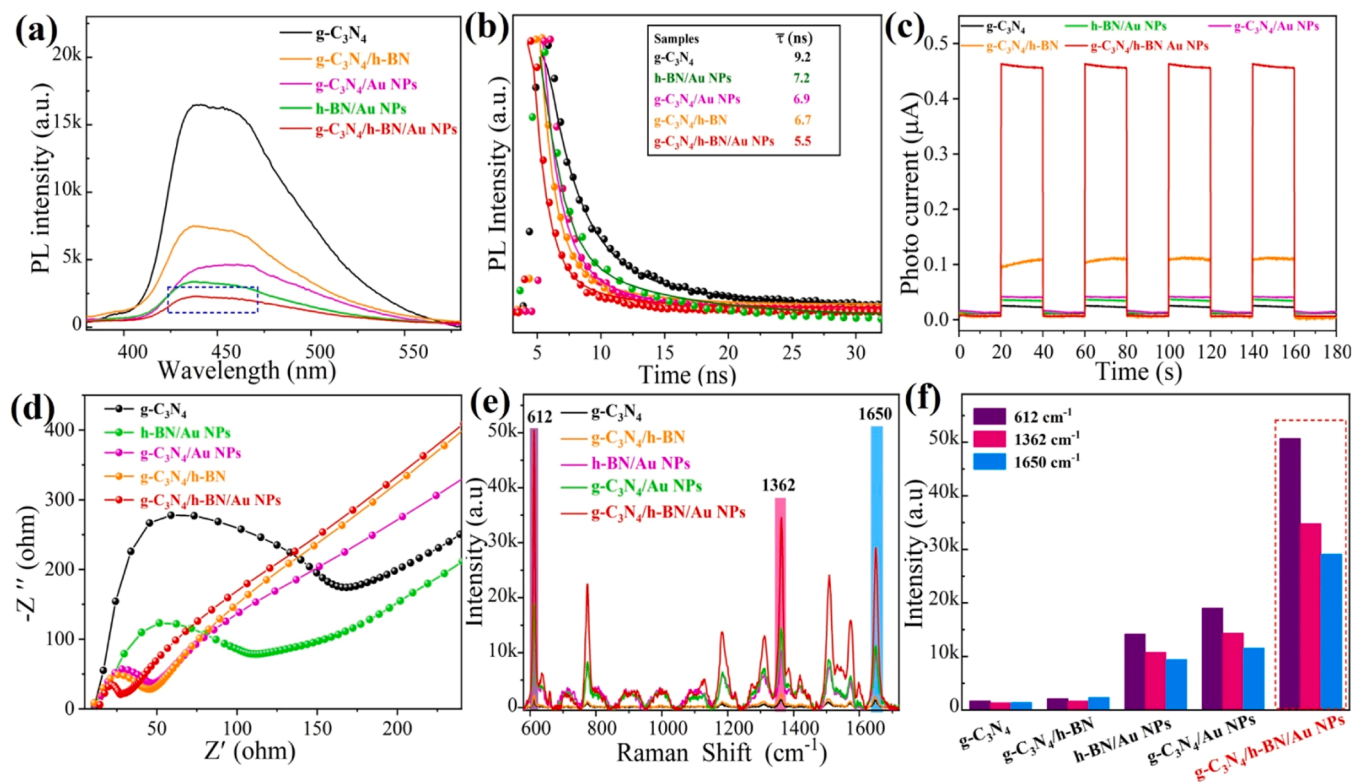 (a)
g-C₃N₄
g-C₃N₄/h-BN
g-C₃N₄/Au NPs
h-BN/Au NPs
g-C₃N₄/h-BN/Au NPs
20k
15k
10k
5k
0
PL intensity (a.u.)
400 450 500 550
Wavelength (nm)
(b)
Samples τ̄ (ns)
g-C₃N₄ 9.2
h-BN/Au NPs 7.2
g-C₃N₄/Au NPs 6.9
g-C₃N₄/h-BN 6.7
g-C₃N₄/h-BN/Au NPs 5.5
PL Intensity (a.u.)
5 10 15 20 25 30
Time (ns)
(c)
g-C₃N₄ h-BN/Au NPs g-C₃N₄/Au NPs
g-C₃N₄/h-BN g-C₃N₄/h-BN Au NPs
0.5
0.4
0.3
0.2
0.1
0.0
Photo current (μA)
0 20 40 60 80 100 120 140 160 180
Time (s)
(d)
g-C₃N₄
h-BN/Au NPs
g-C₃N₄/Au NPs
g-C₃N₄/h-BN
g-C₃N₄/h-BN/Au NPs
400
300
200
100
0
-Z″ (ohm)
0 50 100 150 200
Z′ (ohm)
(e)
612
1362
1650
g-C₃N₄
g-C₃N₄/h-BN
h-BN/Au NPs
g-C₃N₄/Au NPs
g-C₃N₄/h-BN/Au NPs
50k
40k
30k
20k
10k
0
Intensity (a.u)
600 800 1000 1200 1400 1600
Raman Shift (cm⁻¹)
(f)
612 cm⁻¹
1362 cm⁻¹
1650 cm⁻¹
50k
40k
30k
20k
10k
0
Intensity (a.u)
g-C₃N₄
g-C₃N₄/h-BN
h-BN/Au NPs
g-C₃N₄/Au NPs
g-C₃N₄/h-BN/Au NPs